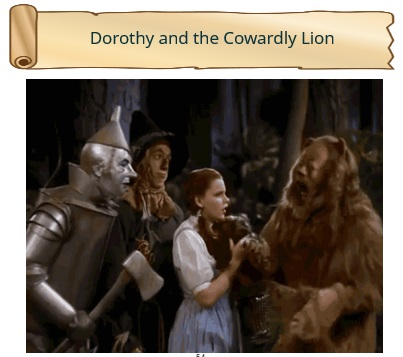 Dorothy and the Cowardly Lion